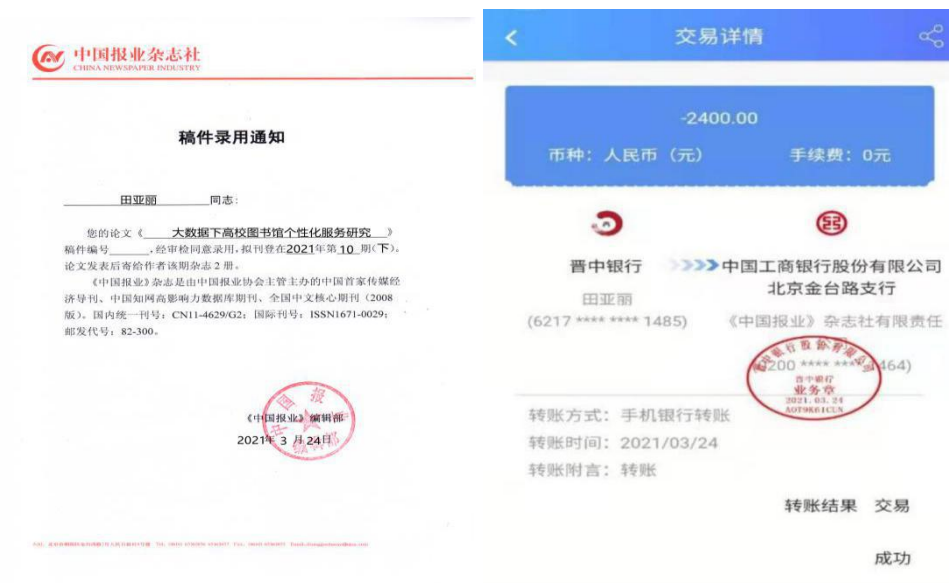 中国报业杂志社
CHINA NEWSPAPER INDUSTRY
稿件录用通知
田亚丽 同志:
您的论文《 大数据下高校图书馆个性化服务研究 》
稿件编号 ,经审检同意录用,拟刊登在2021年第 10 期(下)。
论文发表后寄给作者该期杂志 2 册。
《中国报业》杂志是由中国报业协会主管主办的中国首家传媒经
济导刊、中国知网高影响力数据库期刊、全国中文核心期刊(2008
版)。国内统一刊号:CN11-4629/G2;国际刊号:ISSN1671-0029;
邮发代号:82-300。
《中国报业》编辑部
2021年 3 月 24日
交易详情
-2400.00
币种:人民币(元) 手续费:0元
晋中银行 中国工商银行股份有限公司
北京金台路支行
田亚丽
(6217 **** **** 1485) 《中国报业》杂志社有限责任
200 **** **** 464)
晋中银行
业务章
2021.03.24
转账方式:手机银行转账
转账时间:2021/03/24
转账附言:转账
转账结果 交易
成功